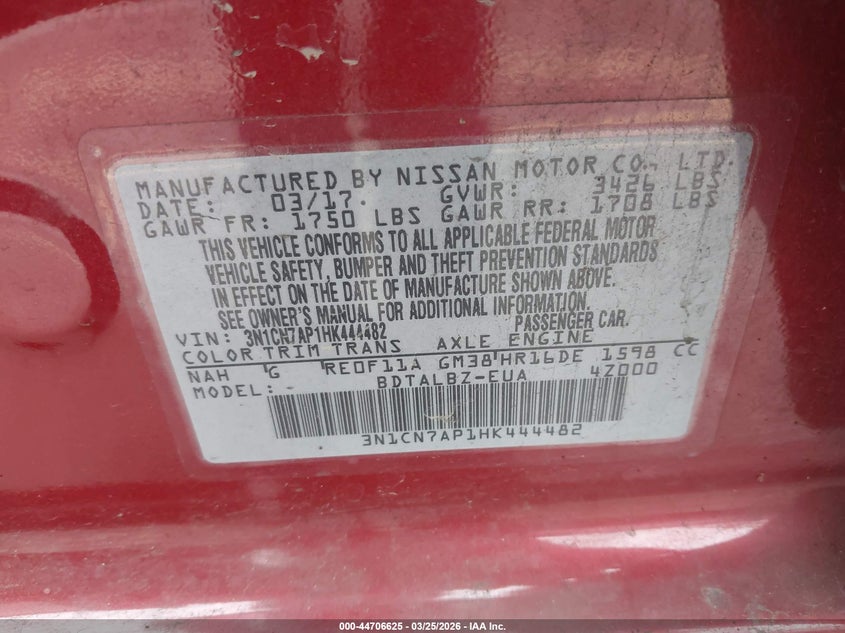 MANUFACTURED BY NISSAN MOTOR CO., LTD.
DATE: 03/17. GVWR: 3426 LBS
GAWR FR: 1750 LBS GAWR RR: 1708 LBS
THIS VEHICLE CONFORMS TO ALL APPLICABLE FEDERAL MOTOR
VEHICLE SAFETY, BUMPER AND THEFT PREVENTION STANDARDS
IN EFFECT ON THE DATE OF MANUFACTURE SHOWN ABOVE.
SEE OWNER'S MANUAL FOR ADDITIONAL INFORMATION.
VIN: 3N1CN7AP1HK444482 PASSENGER CAR.
COLOR TRIM TRANS AXLE ENGINE
NAH G RE0F11A GM38 HR16DE 1598 CC
MODEL: - BDTALBZ-EUA 4Z000
3N1CN7AP1HK444482
000-44706625 | 03/25/2026 - IAA Inc.